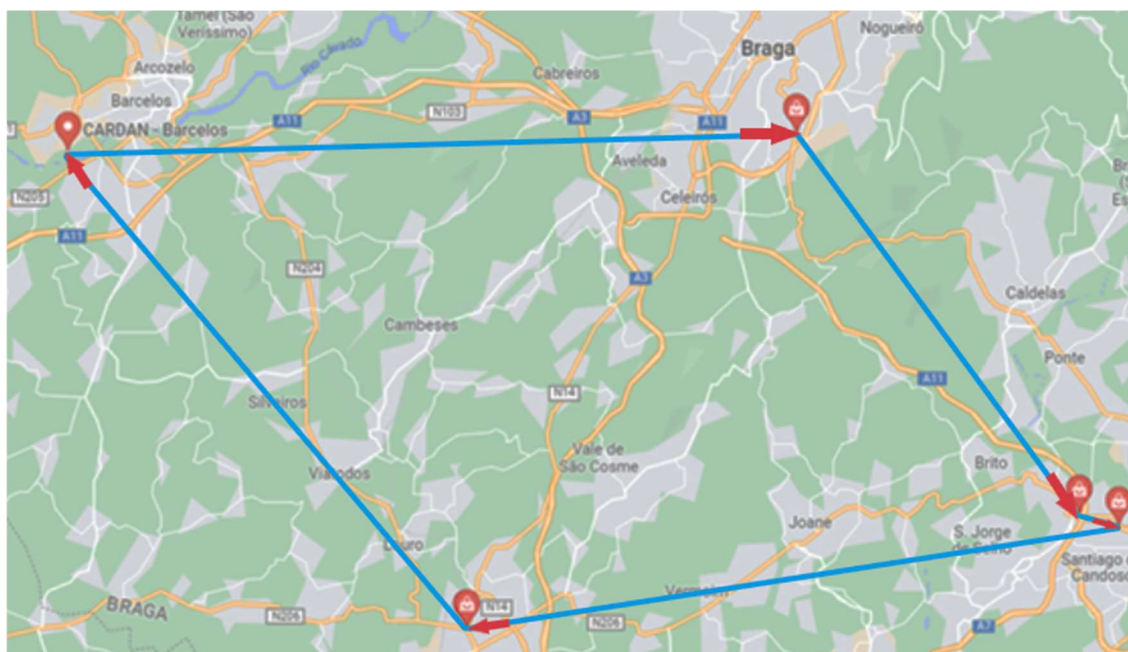 Tamel (São
Veríssimo)
Nogueiró
Braga
Rio Cávado
Arcozelo
Cabreiros
Barcelos
N103
A11
A3
A11
CARDAN - Barcelos
Aveleda
N205
Celeirós
A11
N204
A3
Caldelas
Cambeses
Ponte
A11
N14
Silveiros
Vale de
São Cosme
Brito
Viatodos
Joane
S. Jorge
de Selho
Louro
Santiago
Candoso
Vermoim
BRAGA
N206
N14
N206
A7